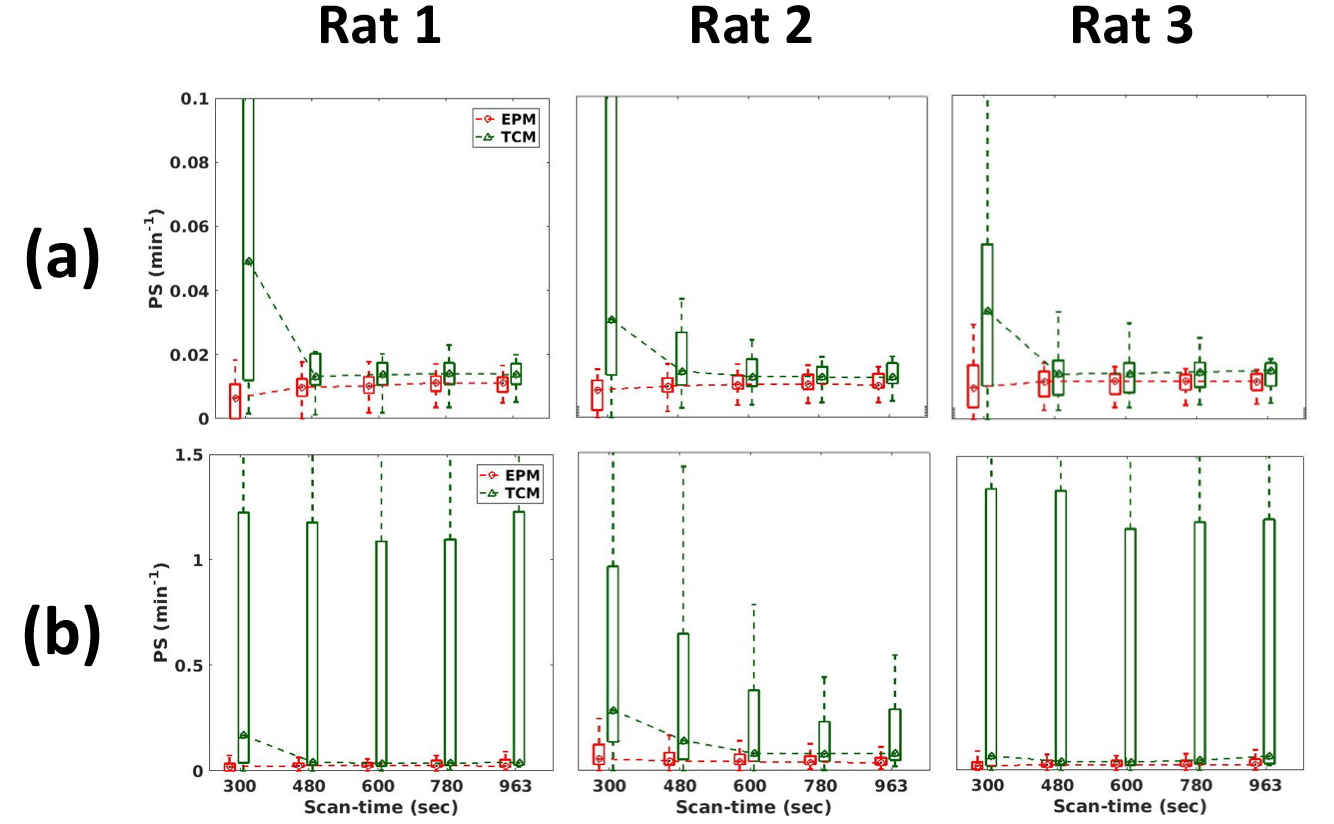 Rat 1 Rat 2 Rat 3
(a)
PS (min⁻¹)
0.1
0.08
0.06
0.04
0.02
0
EPM
TCM
(b)
PS (min⁻¹)
1.5
1
0.5
0
EPM
TCM
300 480 600 780 963 300 480 600 780 963 300 480 600 780 963
Scan-time (sec) Scan-time (sec) Scan-time (sec)